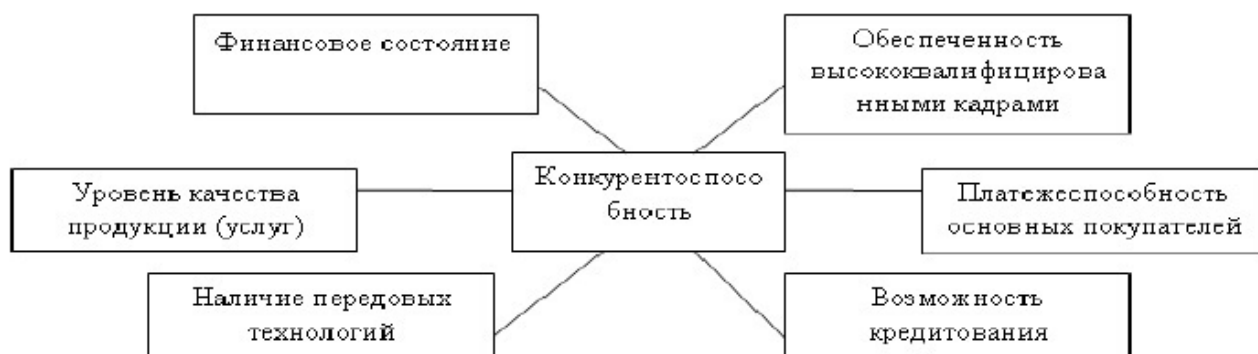 Финансовое состояние
Обеспеченность
высококвалифицирова
нными кадрами
Уровень качества
продукции (услуг)
Конкурентоспосо
бность
Платежеспособность
основных покупателей
Наличие передовых
технологий
Возможность
кредитования